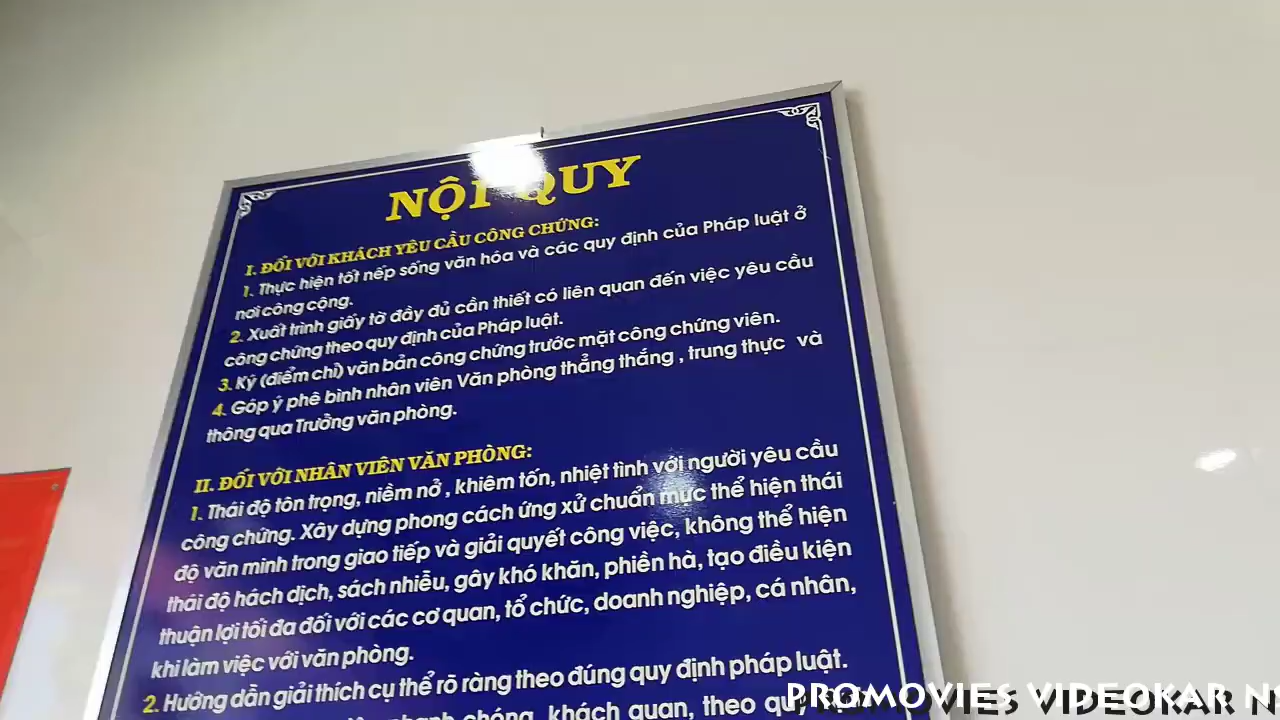 NỘI QUY
I. ĐỐI VỚI KHÁCH YÊU CẦU CÔNG CHỨNG:
1. Thực hiện tốt nếp sống văn hóa và các quy định của Pháp luật ở
nơi công cộng.
2. Xuất trình giấy tờ đầy đủ cần thiết có liên quan đến việc yêu cầu
công chứng theo quy định của Pháp luật.
3. Ký (điểm chỉ) văn bản công chứng trước mặt công chứng viên.
4. Góp ý phê bình nhân viên Văn phòng thẳng thắng , trung thực và
thông qua Trưởng văn phòng.
II. ĐỐI VỚI NHÂN VIÊN VĂN PHÒNG:
1. Thái độ tôn trọng, niềm nở , khiêm tốn, nhiệt tình với người yêu cầu
công chứng. Xây dựng phong cách ứng xử chuẩn mực thể hiện thái
độ văn minh trong giao tiếp và giải quyết công việc, không thể hiện
thái độ hách dịch, sách nhiễu, gây khó khăn, phiền hà, tạo điều kiện
thuận lợi tối đa đối với các cơ quan, tổ chức, doanh nghiệp, cá nhân,
khi làm việc với văn phòng.
2. Hướng dẫn giải thích cụ thể rõ ràng theo đúng quy định pháp luật.
nhanh chóng, khách quan, theo quy
PROMOVIES VIDEOKAR